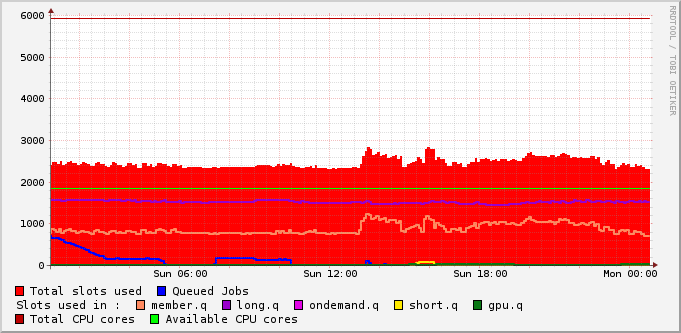 6000
5000
4000
3000
2000
1000
0
Sun 06:00 Sun 12:00 Sun 18:00 Mon 00:00
Total slots used Queued Jobs
Slots used in : member.q long.q ondemand.q short.q gpu.q
Total CPU cores Available CPU cores
RRDTOOL / TOBI OETIKER